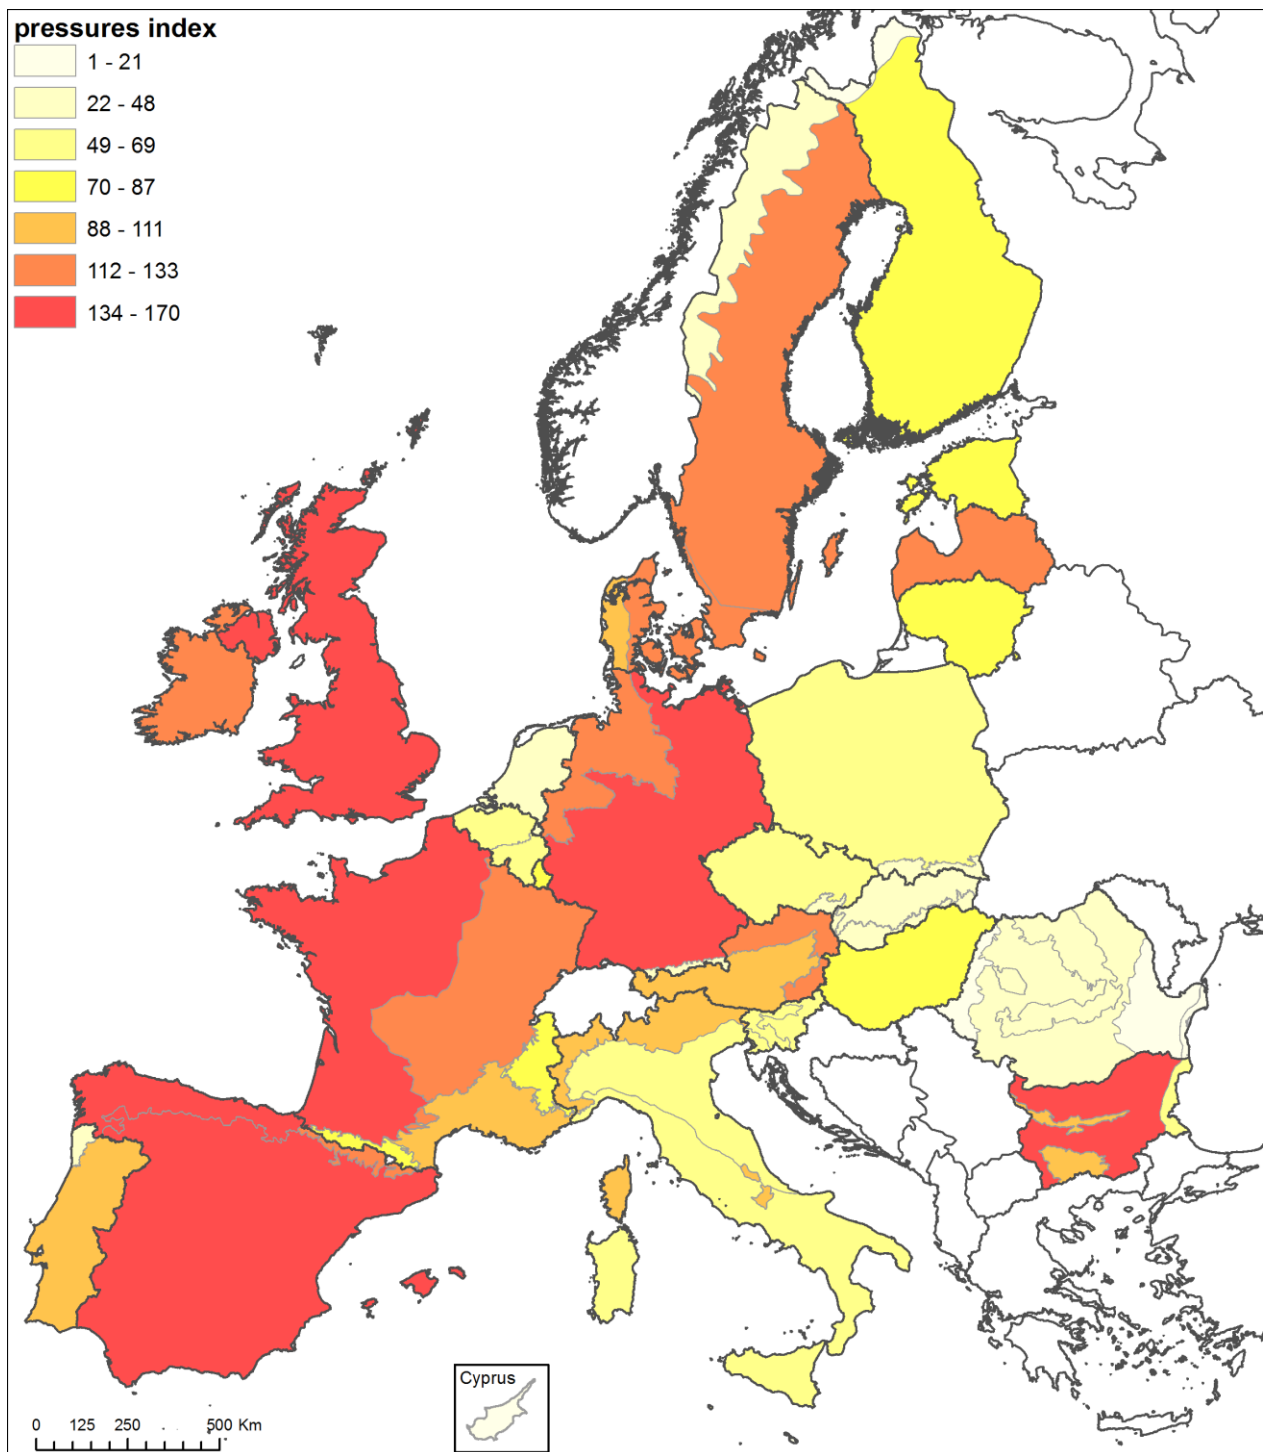 pressures index
1 - 21
22 - 48
49 - 69
70 - 87
88 - 111
112 - 133
134 - 170
Cyprus
0 125 250 500 Km